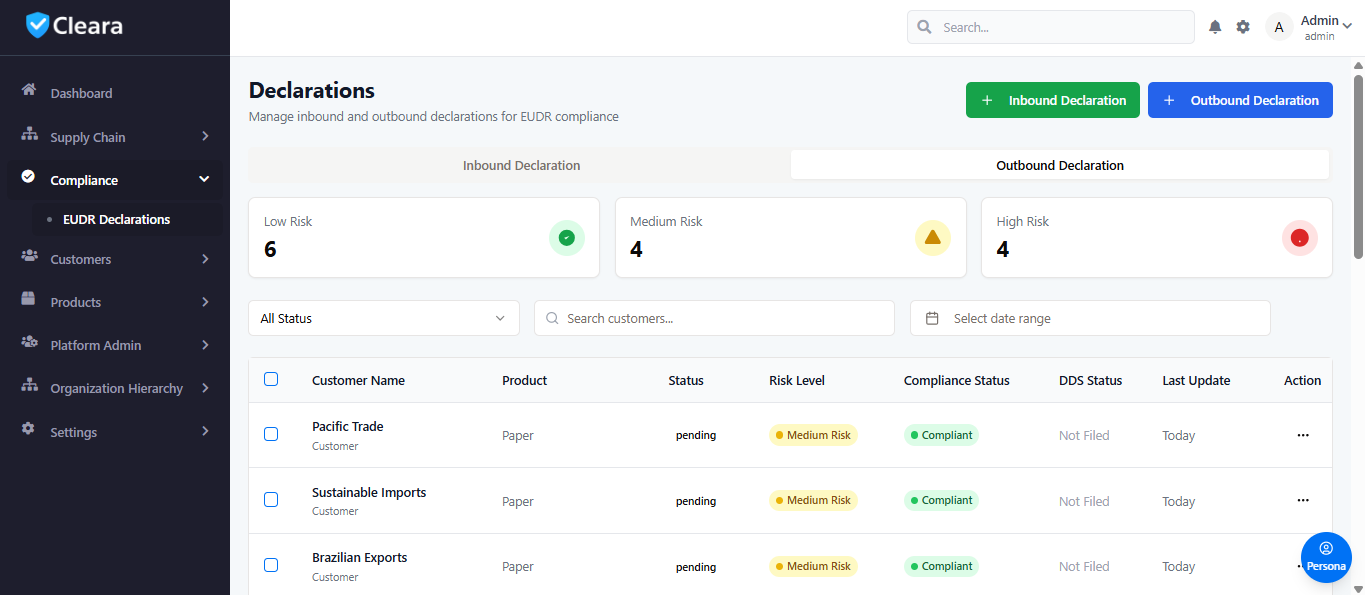 Cleara
Search...
A
Admin
admin
Dashboard
Supply Chain
Compliance
EUDR Declarations
Customers
Products
Platform Admin
Organization Hierarchy
Settings
Declarations
Manage inbound and outbound declarations for EUDR compliance
+ Inbound Declaration
+ Outbound Declaration
Inbound Declaration Outbound Declaration
Low Risk
6
Medium Risk
4
High Risk
4
All Status
Search customers...
Select date range
Customer Name Product Status Risk Level Compliance Status DDS Status Last Update Action
Pacific Trade
Customer
Paper pending Medium Risk Compliant Not Filed Today
Sustainable Imports
Customer
Paper pending Medium Risk Compliant Not Filed Today
Brazilian Exports
Customer
Paper pending Medium Risk Compliant Not Filed Today
Persona